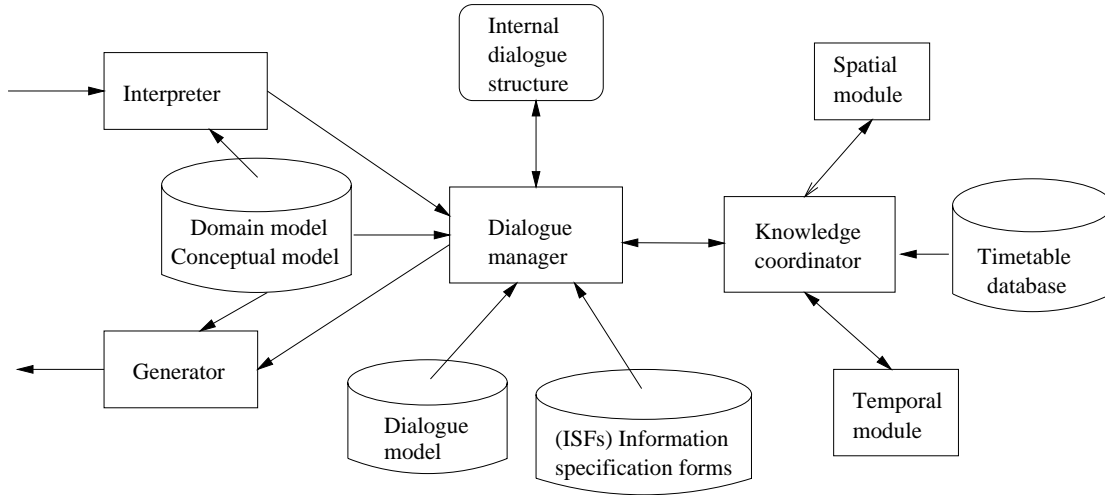 Internal
dialogue
structure
Interpreter
Spatial
module
Domain model
Conceptual model
Dialogue
manager
Knowledge
coordinator
Timetable
database
Generator
Dialogue
model
(ISFs) Information
specification forms
Temporal
module